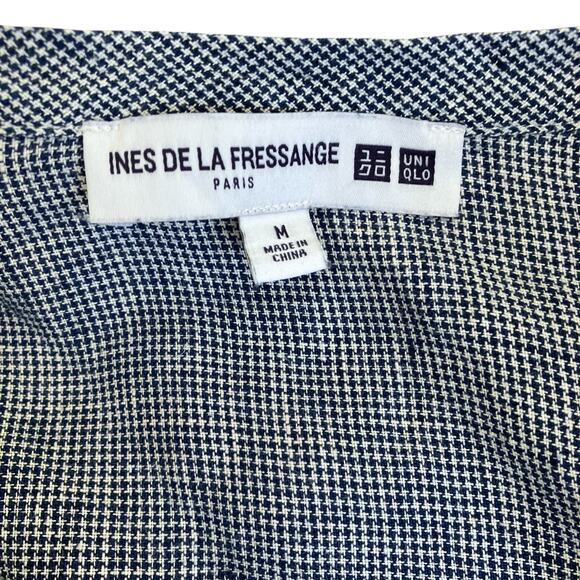 INES DE LA FRESSANGE
PARIS
ユニ
クロ
UNI
QLO
M
MADE IN
CHINA